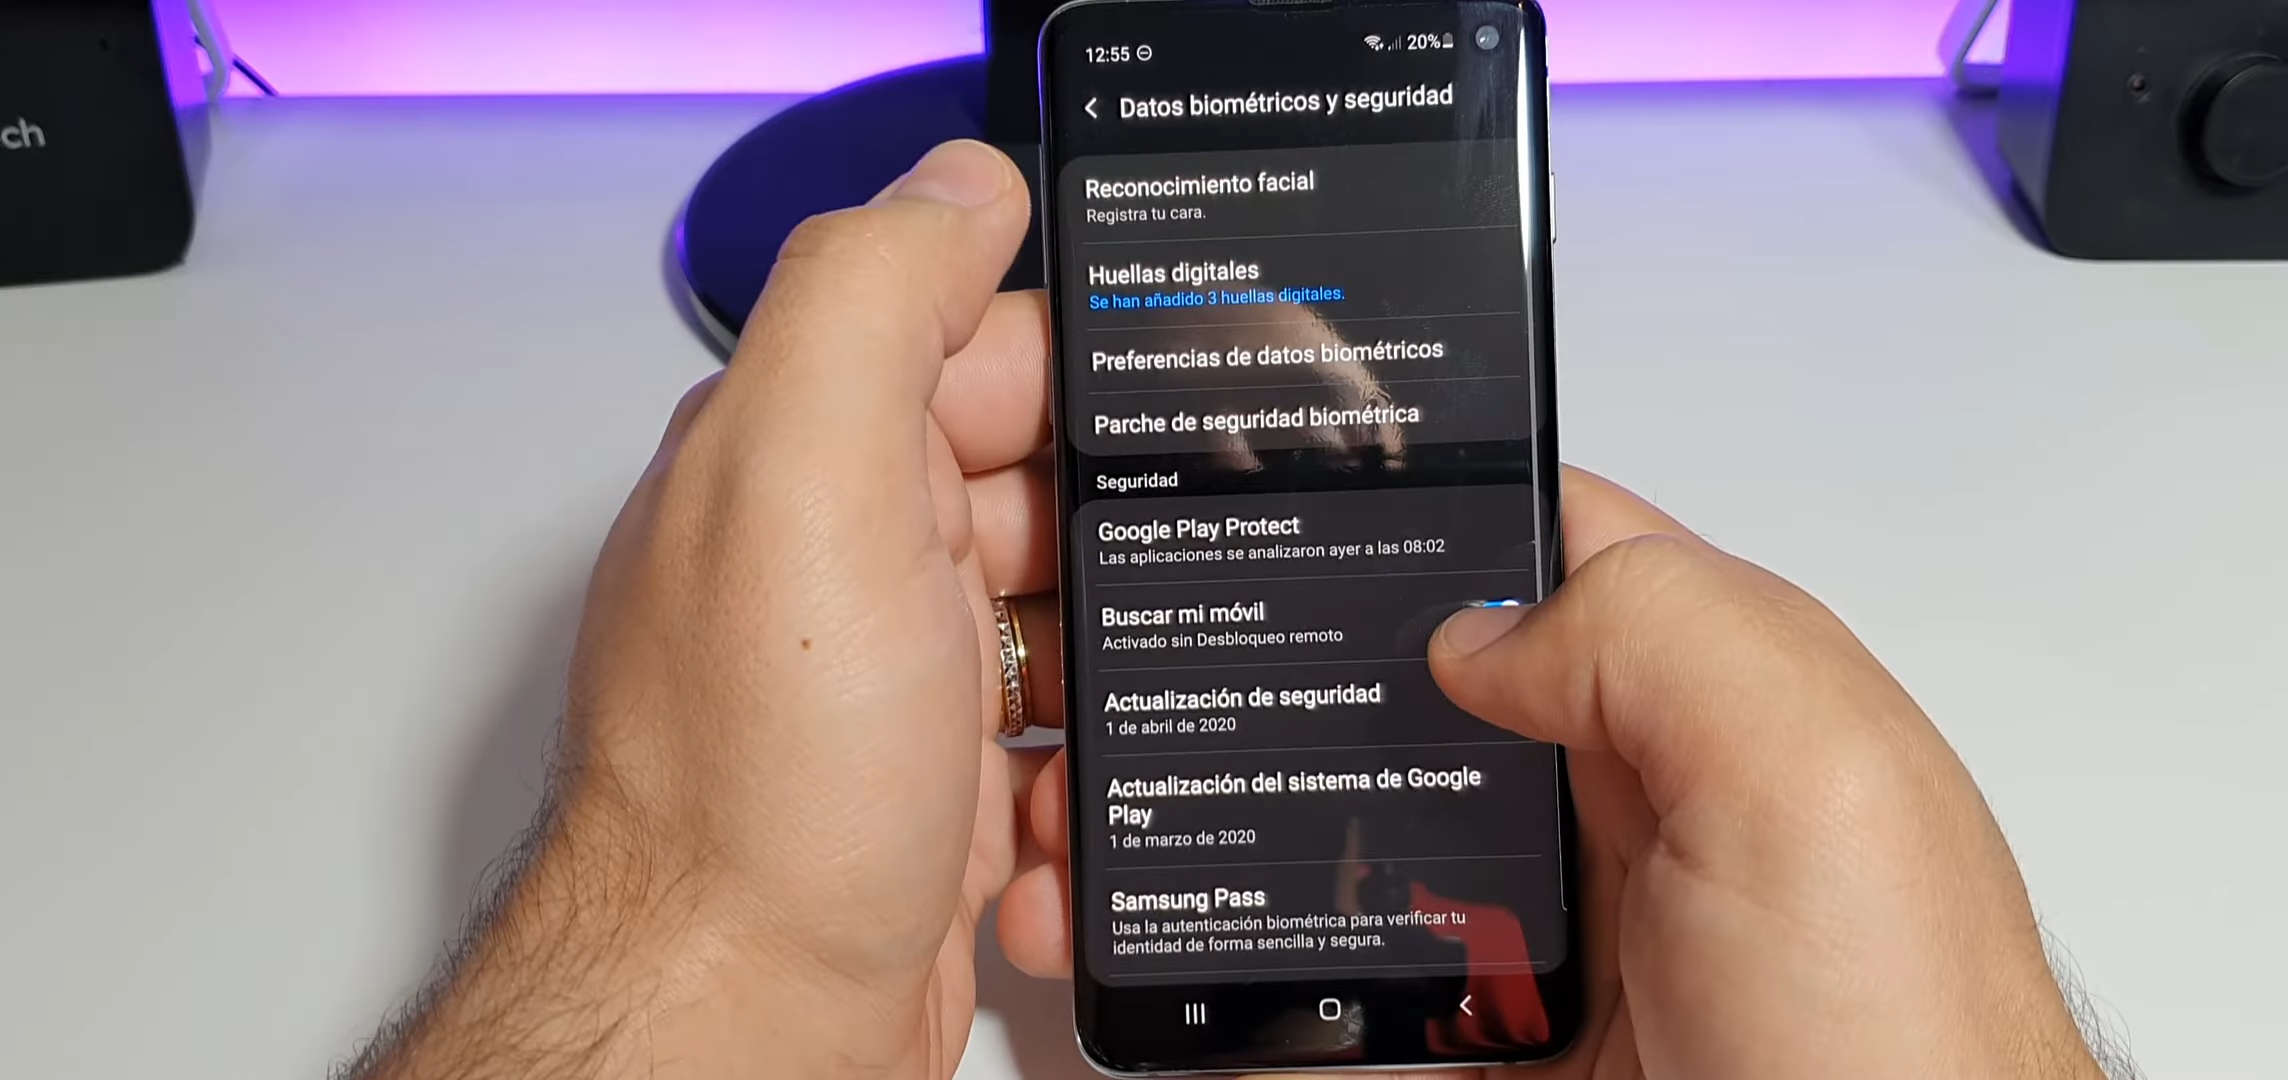 ch
12:55
20%
Datos biométricos y seguridad
Reconocimiento facial
Registra tu cara.
Huellas digitales
Se han añadido 3 huellas digitales.
Preferencias de datos biométricos
Parche de seguridad biométrica
Seguridad
Google Play Protect
Las aplicaciones se analizaron ayer a las 08:02
Buscar mi móvil
Activado sin Desbloqueo remoto
Actualización de seguridad
1 de abril de 2020
Actualización del sistema de Google
Play
1 de marzo de 2020
Samsung Pass
Usa la autenticación biométrica para verificar tu
identidad de forma sencilla y segura.